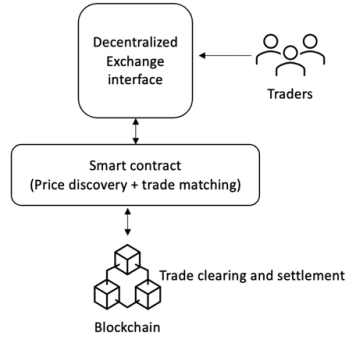 Decentralized
Exchange
interface
Traders
Smart contract
(Price discovery + trade matching)
Trade clearing and settlement
Blockchain